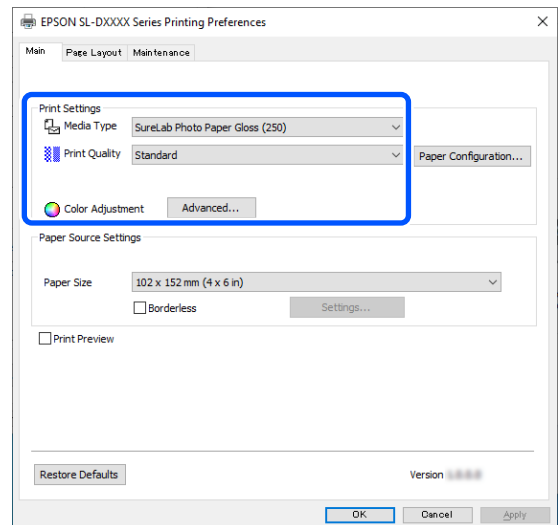 EPSON SL-DXXXX Series Printing Preferences
Main Page Layout Maintenance
Print Settings
Media Type SureLab Photo Paper Gloss (250)
Print Quality Standard Paper Configuration...
Color Adjustment Advanced...
Paper Source Settings
Paper Size 102 x 152 mm (4 x 6 in)
Borderless Settings...
Print Preview
Restore Defaults Version
OK Cancel Apply